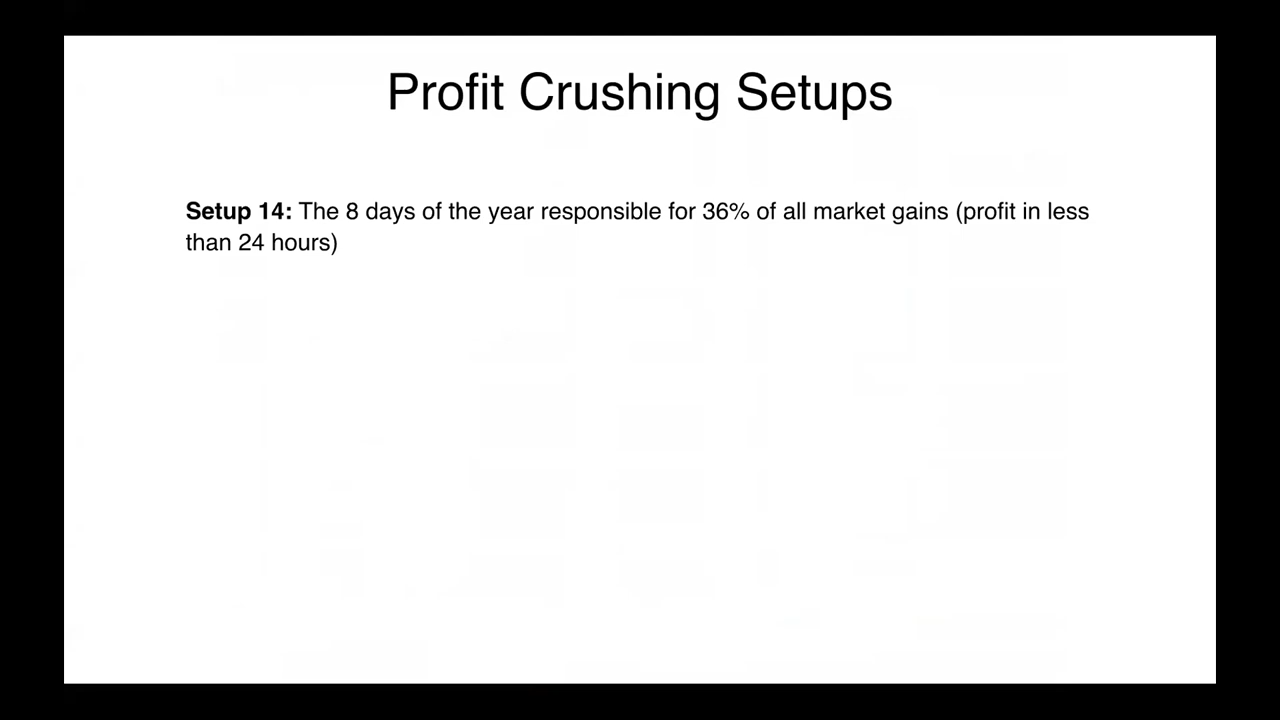 Profit Crushing Setups
Setup 14: The 8 days of the year responsible for 36% of all market gains (profit in less
than 24 hours)